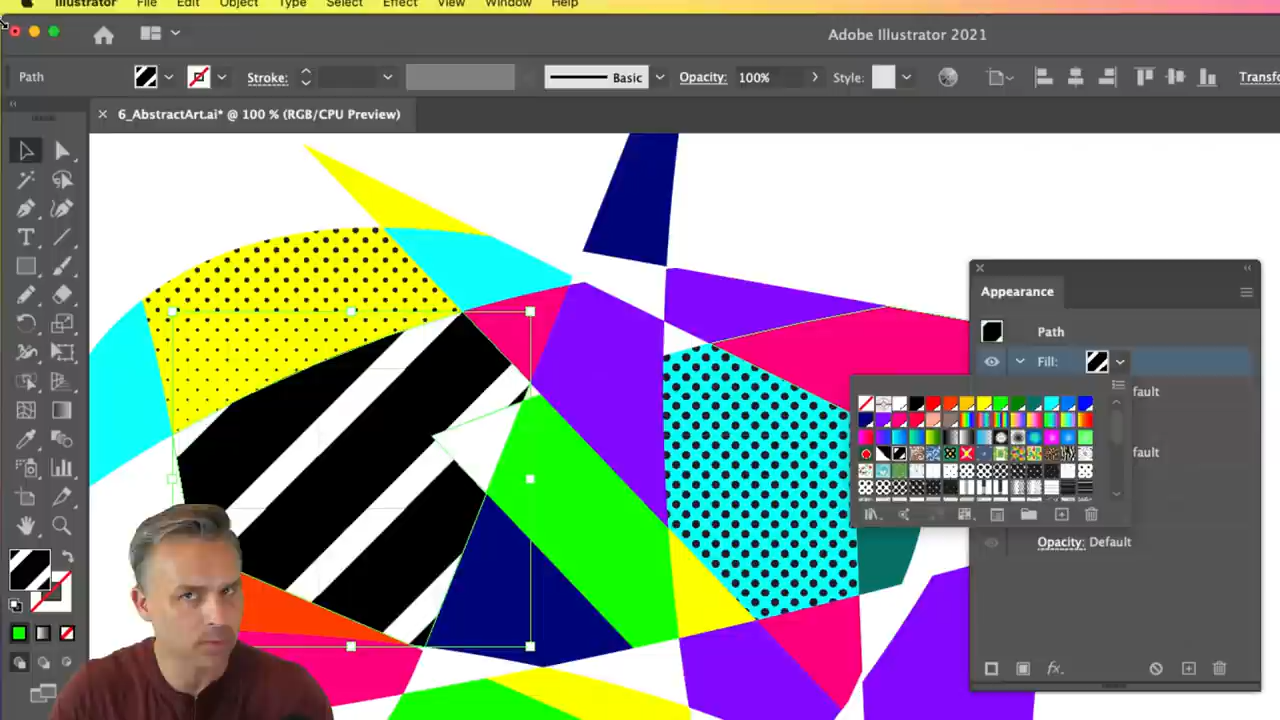 Illustrator File Edit Object Type Select Effect View Window Help
Adobe Illustrator 2021
Path Stroke: Basic Opacity: 100% Style:
6_AbstractArt.ai* @ 100 % (RGB/CPU Preview)
Appearance
Path
Fill:
fault
fault
Opacity: Default